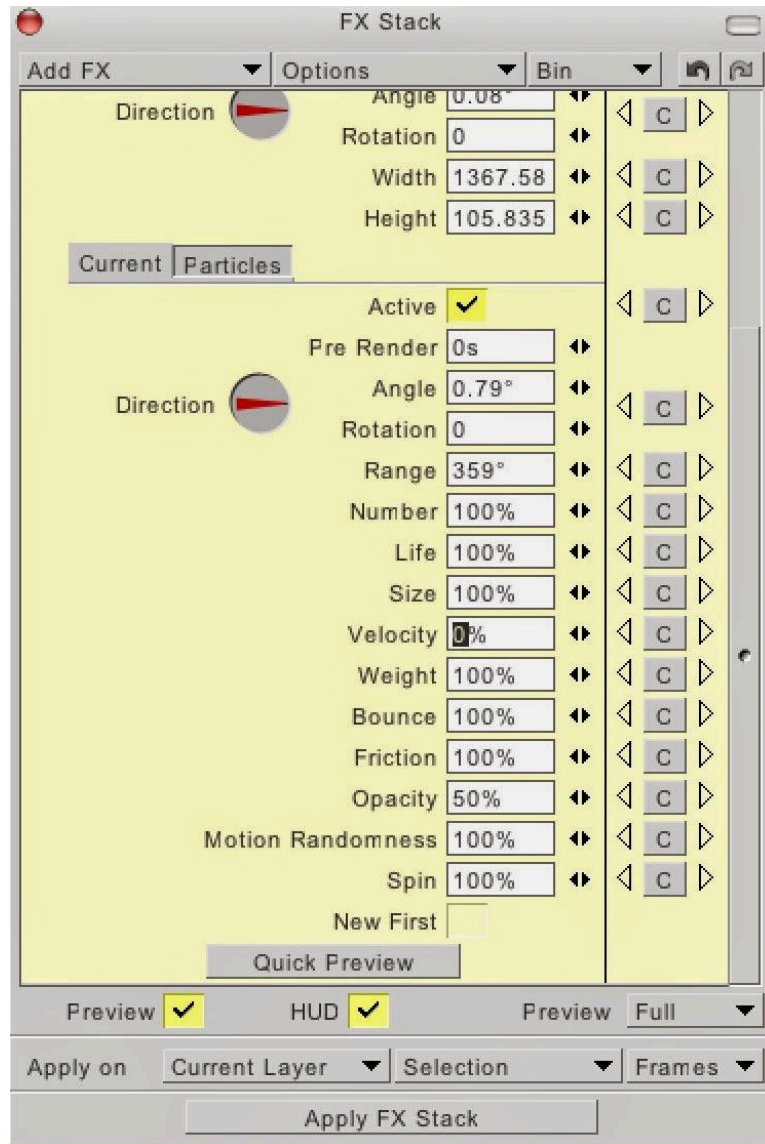 FX Stack
Add FX Options Bin
Direction Angle 0.08° C
Rotation 0
Width 1367.58 C
Height 105.835 C
Current Particles
Active C
Pre Render 0s
Direction Angle 0.79° C
Rotation 0
Range 359° C
Number 100% C
Life 100% C
Size 100% C
Velocity 0% C
Weight 100% C
Bounce 100% C
Friction 100% C
Opacity 50% C
Motion Randomness 100% C
Spin 100% C
New First
Quick Preview
Preview HUD Preview Full
Apply on Current Layer Selection Frames
Apply FX Stack